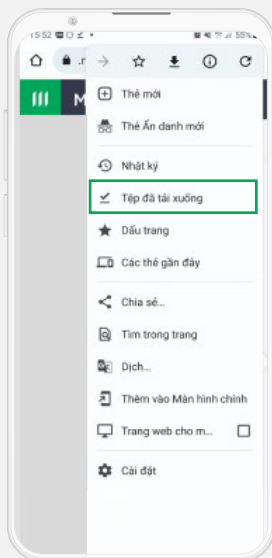 15:52
55%
Thẻ mới
Thẻ Ẩn danh mới
Nhật ký
Tệp đã tải xuống
Dấu trang
Các thẻ gần đây
Chia sẻ...
Tìm trong trang
Dịch...
Thêm vào Màn hình chính
Trang web cho m...
Cài đặt